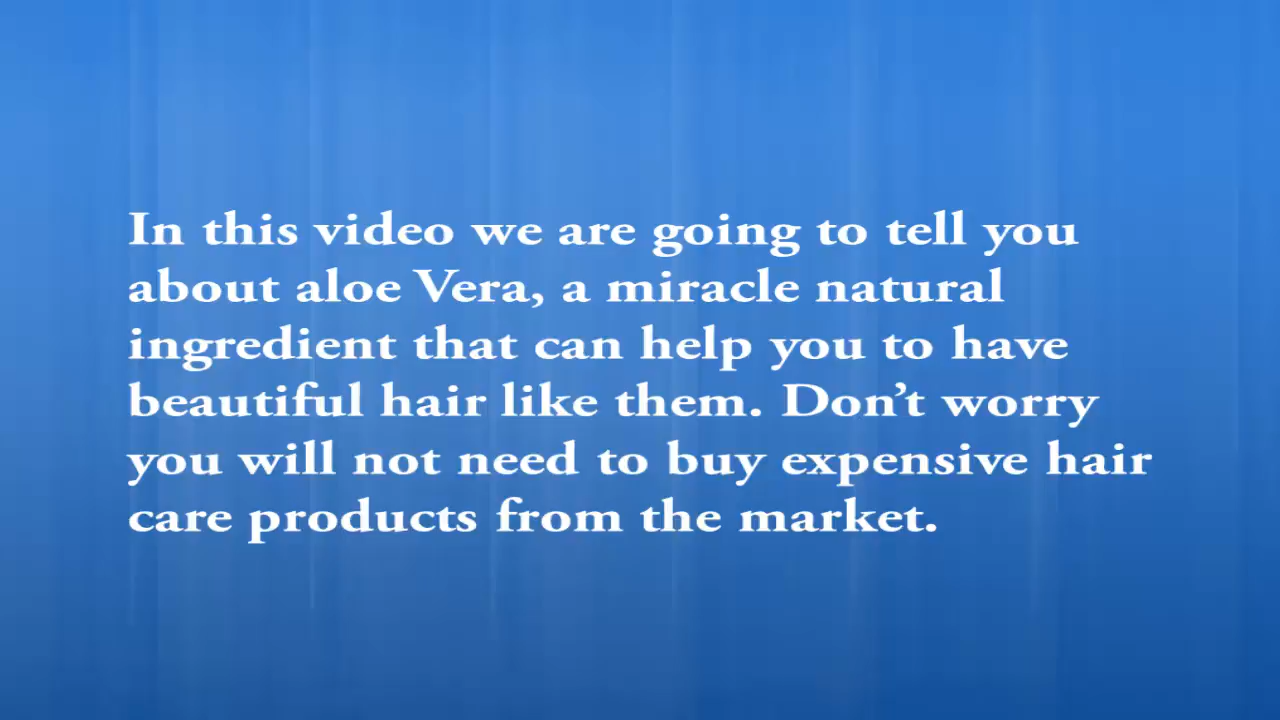 In this video we are going to tell you
about aloe Vera, a miracle natural
ingredient that can help you to have
beautiful hair like them. Don’t worry
you will not need to buy expensive hair
care products from the market.